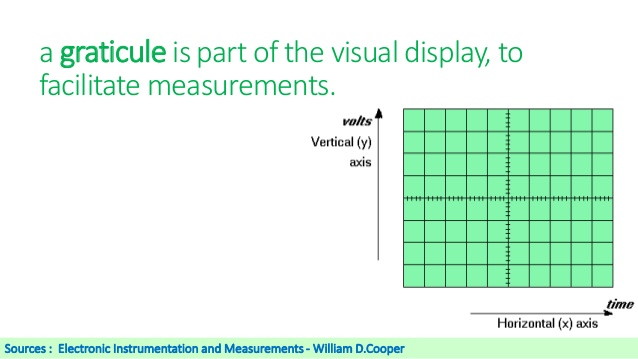 a graticule is part of the visual display, to
facilitate measurements.
volts
Vertical (y)
axis
time
Horizontal (x) axis
Sources : Electronic Instrumentation and Measurements - William D.Cooper